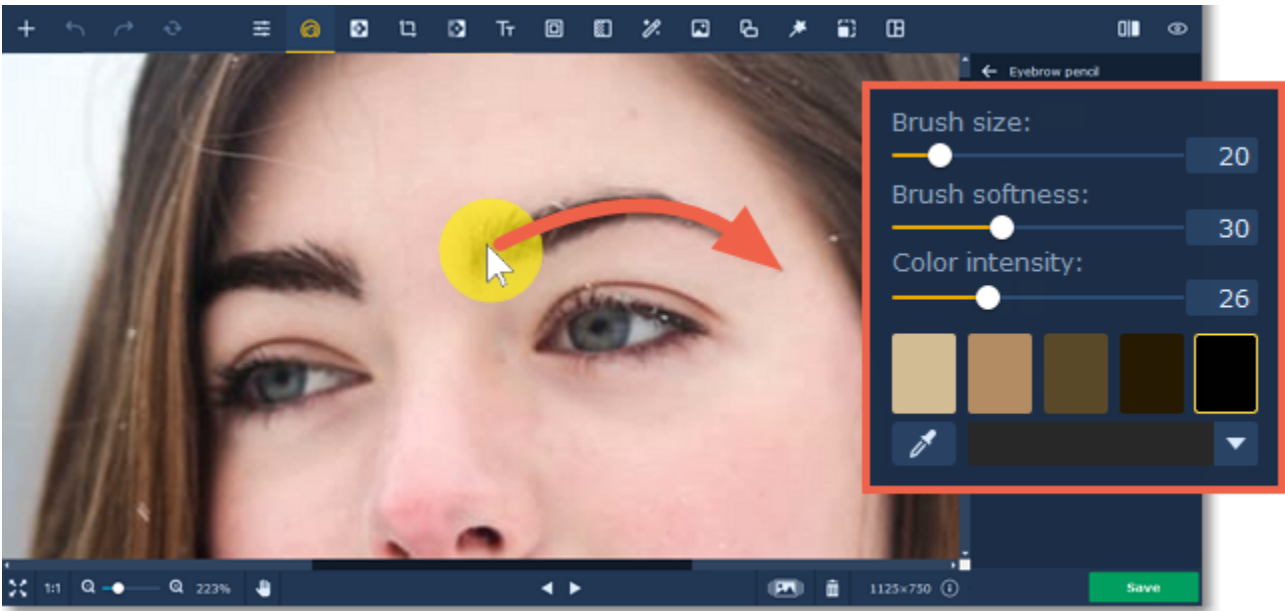 Eyebrow pencil
Brush size:
20
Brush softness:
30
Color intensity:
26
1:1
223%
1125×750
Save